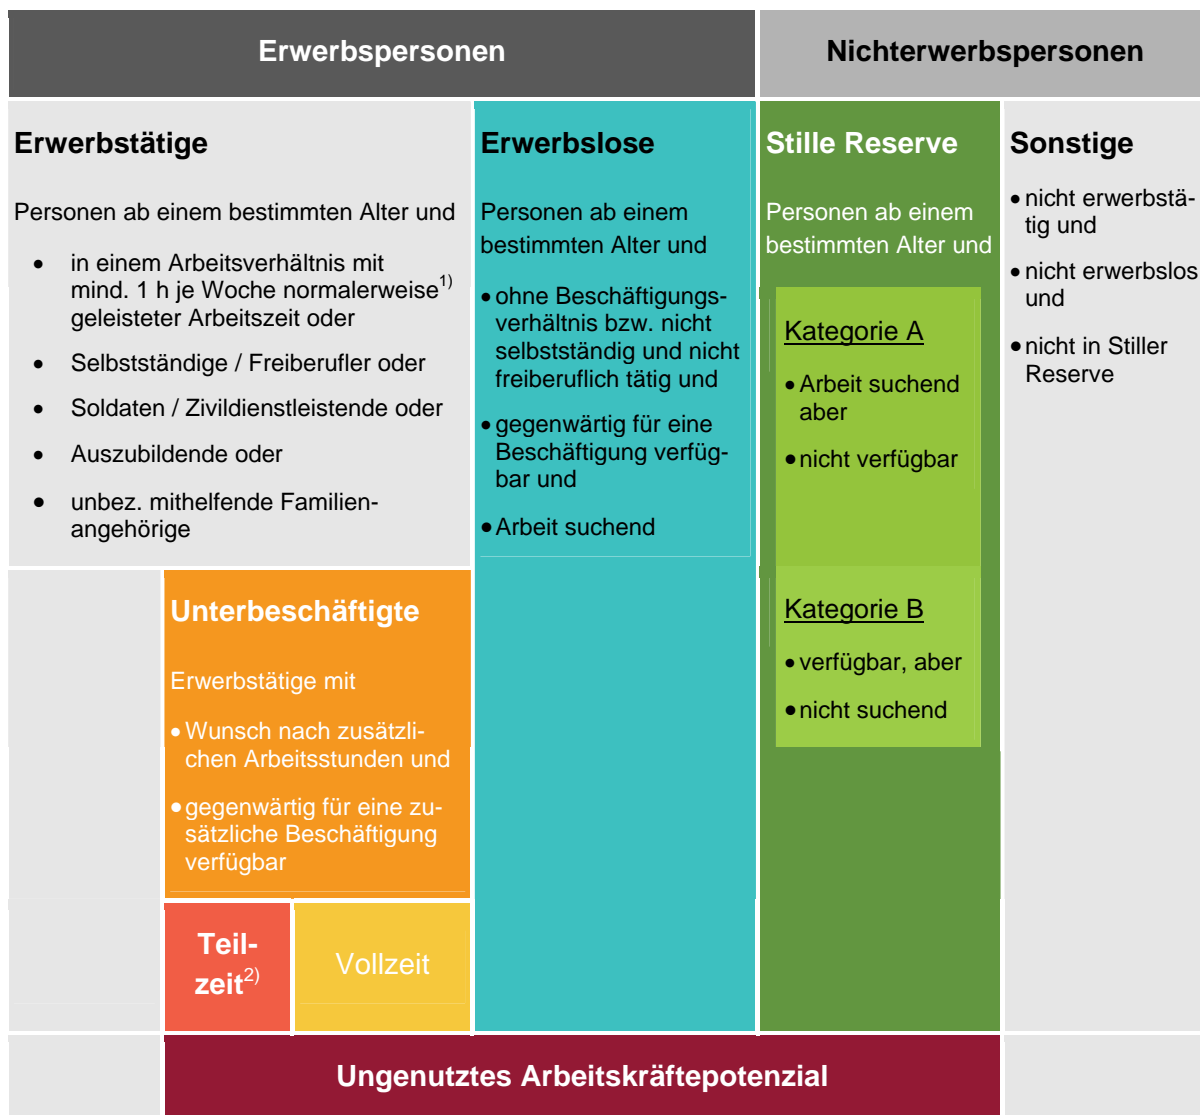 Erwerbspersonen
Nichterwerbspersonen
Erwerbstätige
Personen ab einem bestimmten Alter und
• in einem Arbeitsverhältnis mit
mind. 1 h je Woche normalerweise1)
geleisteter Arbeitszeit oder
• Selbstständige / Freiberufler oder
• Soldaten / Zivildienstleistende oder
• Auszubildende oder
• unbez. mithelfende Familien-
angehörige
Unterbeschäftigte
Erwerbstätige mit
• Wunsch nach zusätzli-
chen Arbeitsstunden und
• gegenwärtig für eine zu-
sätzliche Beschäftigung
verfügbar
Teil-
zeit2)
Vollzeit
Erwerbslose
Personen ab einem
bestimmten Alter und
• ohne Beschäftigungs-
verhältnis bzw. nicht
selbstständig und nicht
freiberuflich tätig und
• gegenwärtig für eine
Beschäftigung verfüg-
bar und
• Arbeit suchend
Stille Reserve
Personen ab einem
bestimmten Alter und
Kategorie A
• Arbeit suchend
aber
• nicht verfügbar
Kategorie B
• verfügbar, aber
• nicht suchend
Sonstige
• nicht erwerbstä-
tig und
• nicht erwerbslos
und
• nicht in Stiller
Reserve
Ungenutztes Arbeitskräftepotenzial